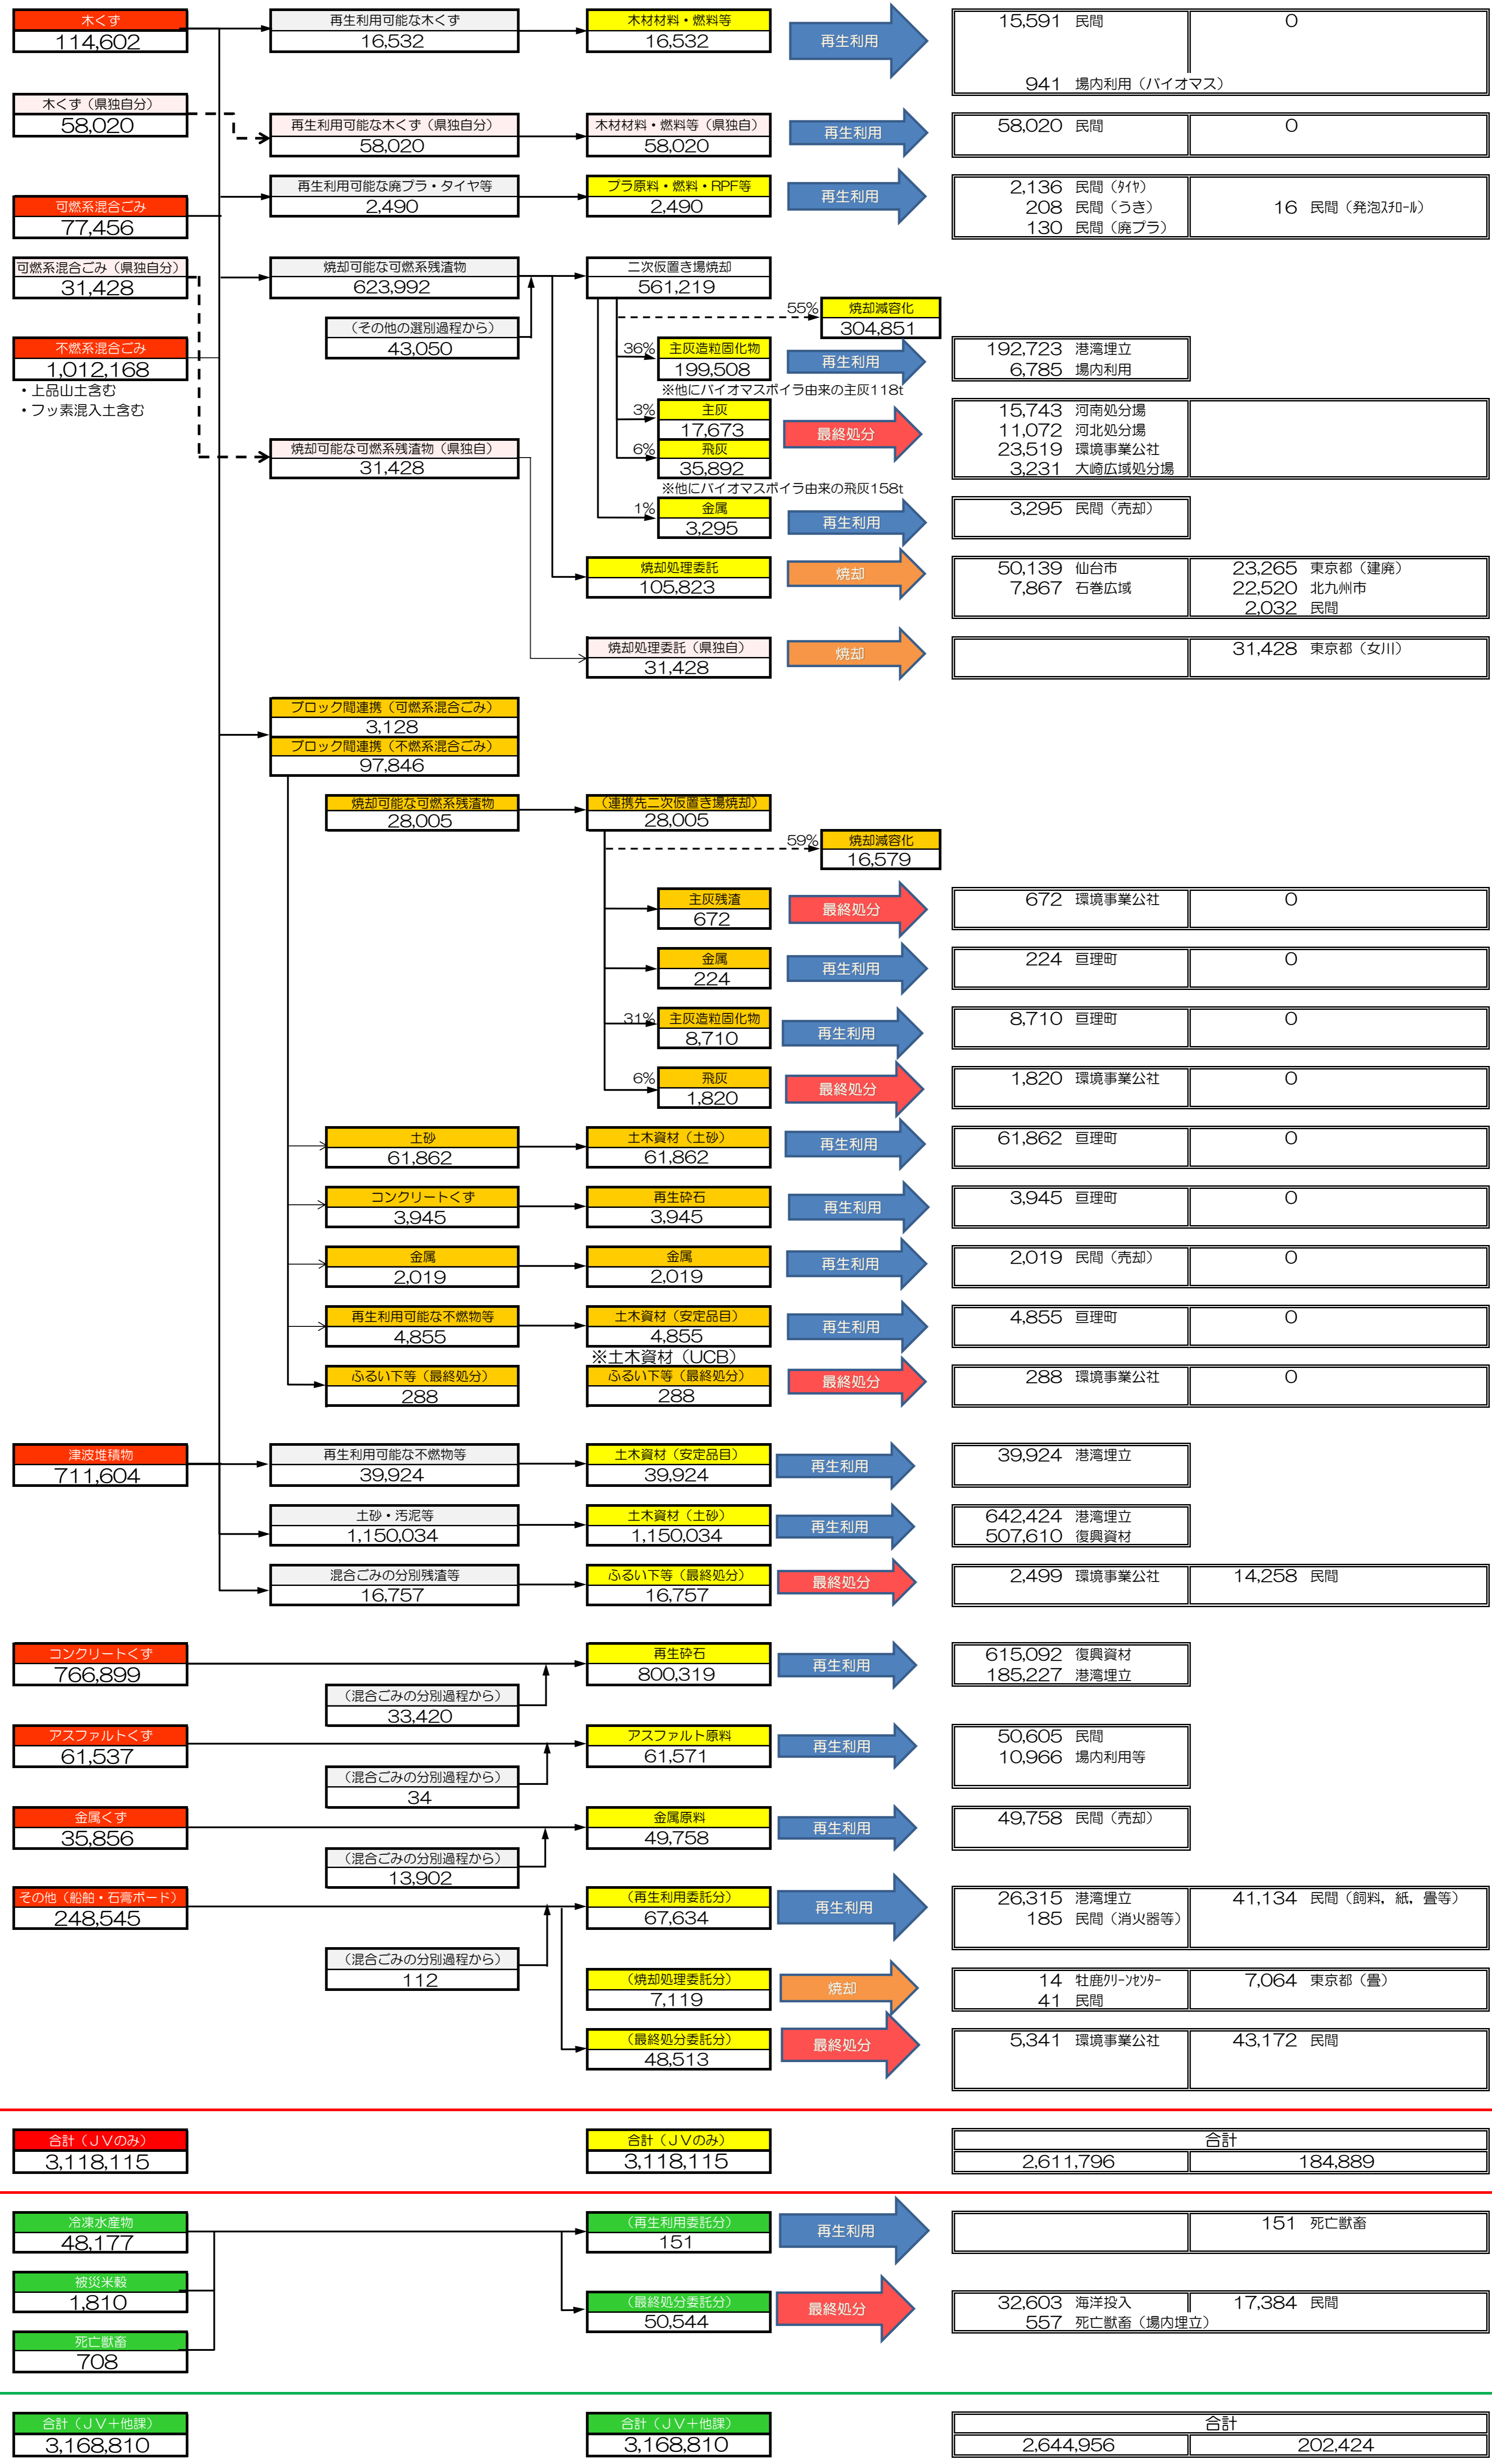 木くず
114,602
再生利用可能な木くず
16,532
木材材料・燃料等
16,532
再生利用
15,591 民間
0
941 場内利用（バイオマス）
木くず（県独自分）
58,020
再生利用可能な木くず（県独自分）
58,020
木材材料・燃料等（県独自）
58,020
再生利用
58,020 民間
0
可燃系混合ごみ
77,456
再生利用可能な廃プラ・タイヤ等
2,490
プラ原料・燃料・RPF等
2,490
再生利用
2,136 民間（ﾀｲﾔ）
208 民間（うき）
130 民間（廃プラ）
16 民間（発泡ｽﾁﾛｰﾙ）
可燃系混合ごみ（県独自分）
31,428
焼却可能な可燃系残渣物
623,992
二次仮置き場焼却
561,219
（その他の選別過程から）
43,050
55%
焼却減容化
304,851
不燃系混合ごみ
1,012,168
・上品山土含む
・フッ素混入土含む
36%
主灰造粒固化物
199,508
再生利用
192,723 港湾埋立
6,785 場内利用
※他にバイオマスボイラ由来の主灰118t
3%
主灰
17,673
6%
飛灰
35,892
最終処分
15,743 河南処分場
11,072 河北処分場
23,519 環境事業公社
3,231 大崎広域処分場
※他にバイオマスボイラ由来の飛灰158t
焼却可能な可燃系残渣物（県独自）
31,428
1%
金属
3,295
再生利用
3,295 民間（売却）
焼却処理委託
105,823
焼却
50,139 仙台市
7,867 石巻広域
23,265 東京都（建廃）
22,520 北九州市
2,032 民間
焼却処理委託（県独自）
31,428
焼却
31,428 東京都（女川）
ブロック間連携（可燃系混合ごみ）
3,128
ブロック間連携（不燃系混合ごみ）
97,846
焼却可能な可燃系残渣物
28,005
（連携先二次仮置き場焼却）
28,005
59%
焼却減容化
16,579
主灰残渣
672
最終処分
672 環境事業公社
0
金属
224
再生利用
224 亘理町
0
31%
主灰造粒固化物
8,710
再生利用
8,710 亘理町
0
6%
飛灰
1,820
最終処分
1,820 環境事業公社
0
土砂
61,862
土木資材（土砂）
61,862
再生利用
61,862 亘理町
0
コンクリートくず
3,945
再生砕石
3,945
再生利用
3,945 亘理町
0
金属
2,019
金属
2,019
再生利用
2,019 民間（売却）
0
再生利用可能な不燃物等
4,855
土木資材（安定品目）
4,855
再生利用
4,855 亘理町
0
※土木資材（UCB）
ふるい下等（最終処分）
288
ふるい下等（最終処分）
288
最終処分
288 環境事業公社
0
津波堆積物
711,604
再生利用可能な不燃物等
39,924
土木資材（安定品目）
39,924
再生利用
39,924 港湾埋立
土砂・汚泥等
1,150,034
土木資材（土砂）
1,150,034
再生利用
642,424 港湾埋立
507,610 復興資材
混合ごみの分別残渣等
16,757
ふるい下等（最終処分）
16,757
最終処分
2,499 環境事業公社
14,258 民間
コンクリートくず
766,899
再生砕石
800,319
再生利用
615,092 復興資材
185,227 港湾埋立
（混合ごみの分別過程から）
33,420
アスファルトくず
61,537
アスファルト原料
61,571
再生利用
50,605 民間
10,966 場内利用等
（混合ごみの分別過程から）
34
金属くず
35,856
金属原料
49,758
再生利用
49,758 民間（売却）
（混合ごみの分別過程から）
13,902
その他（船舶・石膏ボード）
248,545
（再生利用委託分）
67,634
再生利用
26,315 港湾埋立
185 民間（消火器等）
41,134 民間（飼料，紙，畳等）
（混合ごみの分別過程から）
112
（焼却処理委託分）
7,119
焼却
14 牡鹿ｸﾘｰﾝｾﾝﾀｰ
41 民間
7,064 東京都（畳）
（最終処分委託分）
48,513
最終処分
5,341 環境事業公社
43,172 民間
合計（ＪＶのみ）
3,118,115
合計（ＪＶのみ）
3,118,115
合計
2,611,796
184,889
冷凍水産物
48,177
（再生利用委託分）
151
再生利用
151 死亡獣畜
被災米穀
1,810
（最終処分委託分）
50,544
最終処分
32,603 海洋投入
17,384 民間
557 死亡獣畜（場内埋立）
死亡獣畜
708
合計（ＪＶ＋他課）
3,168,810
合計（ＪＶ＋他課）
3,168,810
合計
2,644,956
202,424